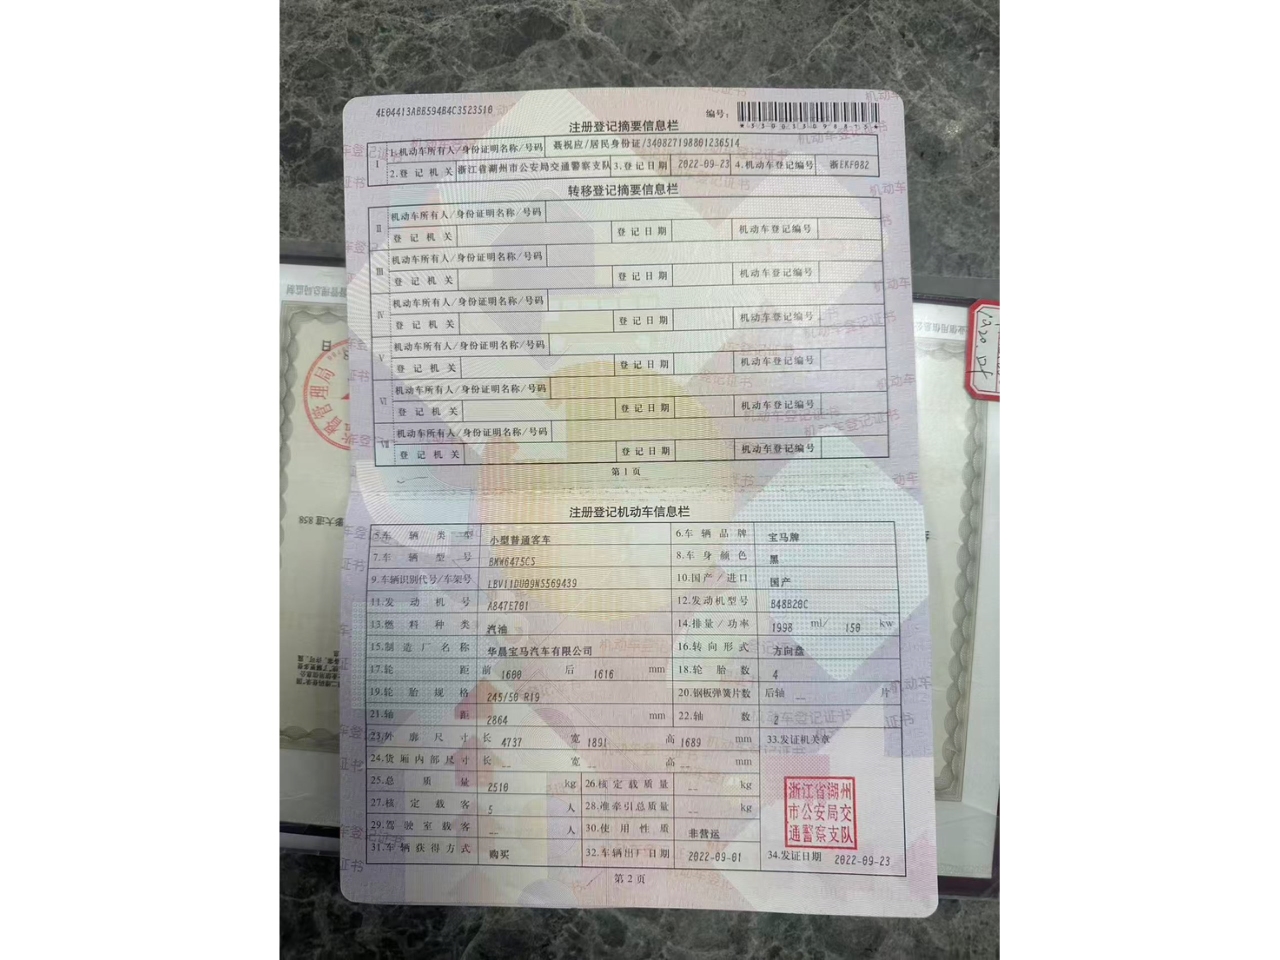 4E04413ABB594B4C3523510
编号：
*330033098875*
注册登记摘要信息栏
I
1.机动车所有人/身份证明名称/号码 聂祝应/居民身份证/340827198801236514
2.登记机关 浙江省湖州市公安局交通警察支队 3.登记日期 2022-09-23 4.机动车登记编号 浙EKF082
转移登记摘要信息栏
II
机动车所有人/身份证明名称/号码
登记机关 登记日期 机动车登记编号
III
机动车所有人/身份证明名称/号码
登记机关 登记日期 机动车登记编号
IV
机动车所有人/身份证明名称/号码
登记机关 登记日期 机动车登记编号
V
机动车所有人/身份证明名称/号码
登记机关 登记日期 机动车登记编号
VI
机动车所有人/身份证明名称/号码
登记机关 登记日期 机动车登记编号
VII
机动车所有人/身份证明名称/号码
登记机关 登记日期 机动车登记编号
第1页
注册登记机动车信息栏
5.车辆类型 小型普通客车 6.车辆品牌 宝马牌
7.车辆型号 BMW6475CS 8.车身颜色 黑
9.车辆识别代号/车架号 LBV11DU09NS569439 10.国产/进口 国产
11.发动机号 A847E701 12.发动机型号 B48B20C
13.燃料种类 汽油 14.排量/功率 1998 ml/ 150 kw
15.制造厂名称 华晨宝马汽车有限公司 16.转向形式 方向盘
17.轮距 前 1600 后 1616 mm 18.轮胎数 4
19.轮胎规格 245/50 R19 20.钢板弹簧片数 后轴 -- 片
21.轴距 2864 mm 22.轴数 2
23.外廓尺寸 长 4737 宽 1891 高 1689 mm 33.发证机关章
24.货厢内部尺寸 长 -- 宽 -- 高 -- mm
25.总质量 2510 kg 26.核定载质量 -- kg
27.核定载客 5 人 28.准牵引总质量 -- kg
29.驾驶室载客 -- 人 30.使用性质 非营运
31.车辆获得方式 购买 32.车辆出厂日期 2022-09-01 34.发证日期 2022-09-23
浙江省湖州
市公安局交
通警察支队
第2页